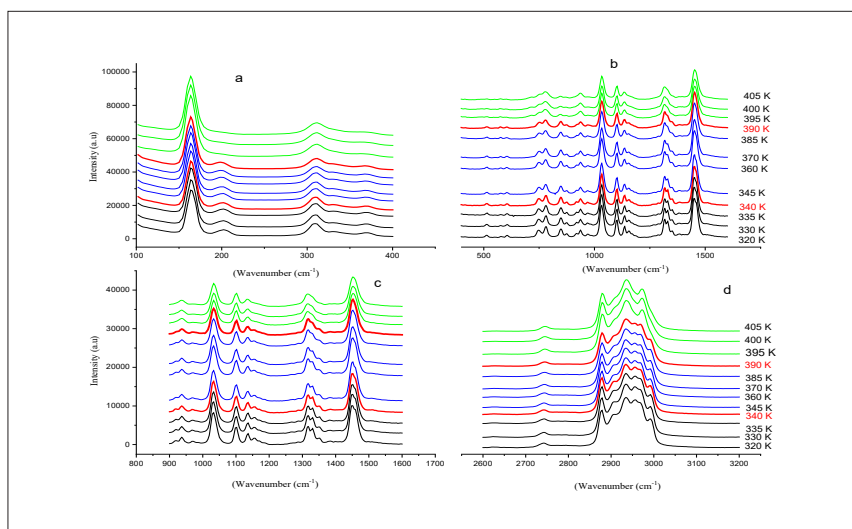 a
100000
80000
60000
40000
20000
0
Intensity (a.u)
100
200
300
400
(Wavenumber (cm-1)
b
405 K
400 K
395 K
390 K
385 K
370 K
360 K
345 K
340 K
335 K
330 K
320 K
500
1000
1500
(Wavenumber (cm-1)
c
40000
30000
20000
10000
0
Intensity (a.u)
800
900
1000
1100
1200
1300
1400
1500
1600
(Wavenumber (cm-1)
d
405 K
400 K
395 K
390 K
385 K
370 K
360 K
345 K
340 K
335 K
330 K
320 K
2600
2700
2800
2900
3000
3100
3200
(Wavenumber (cm-1)